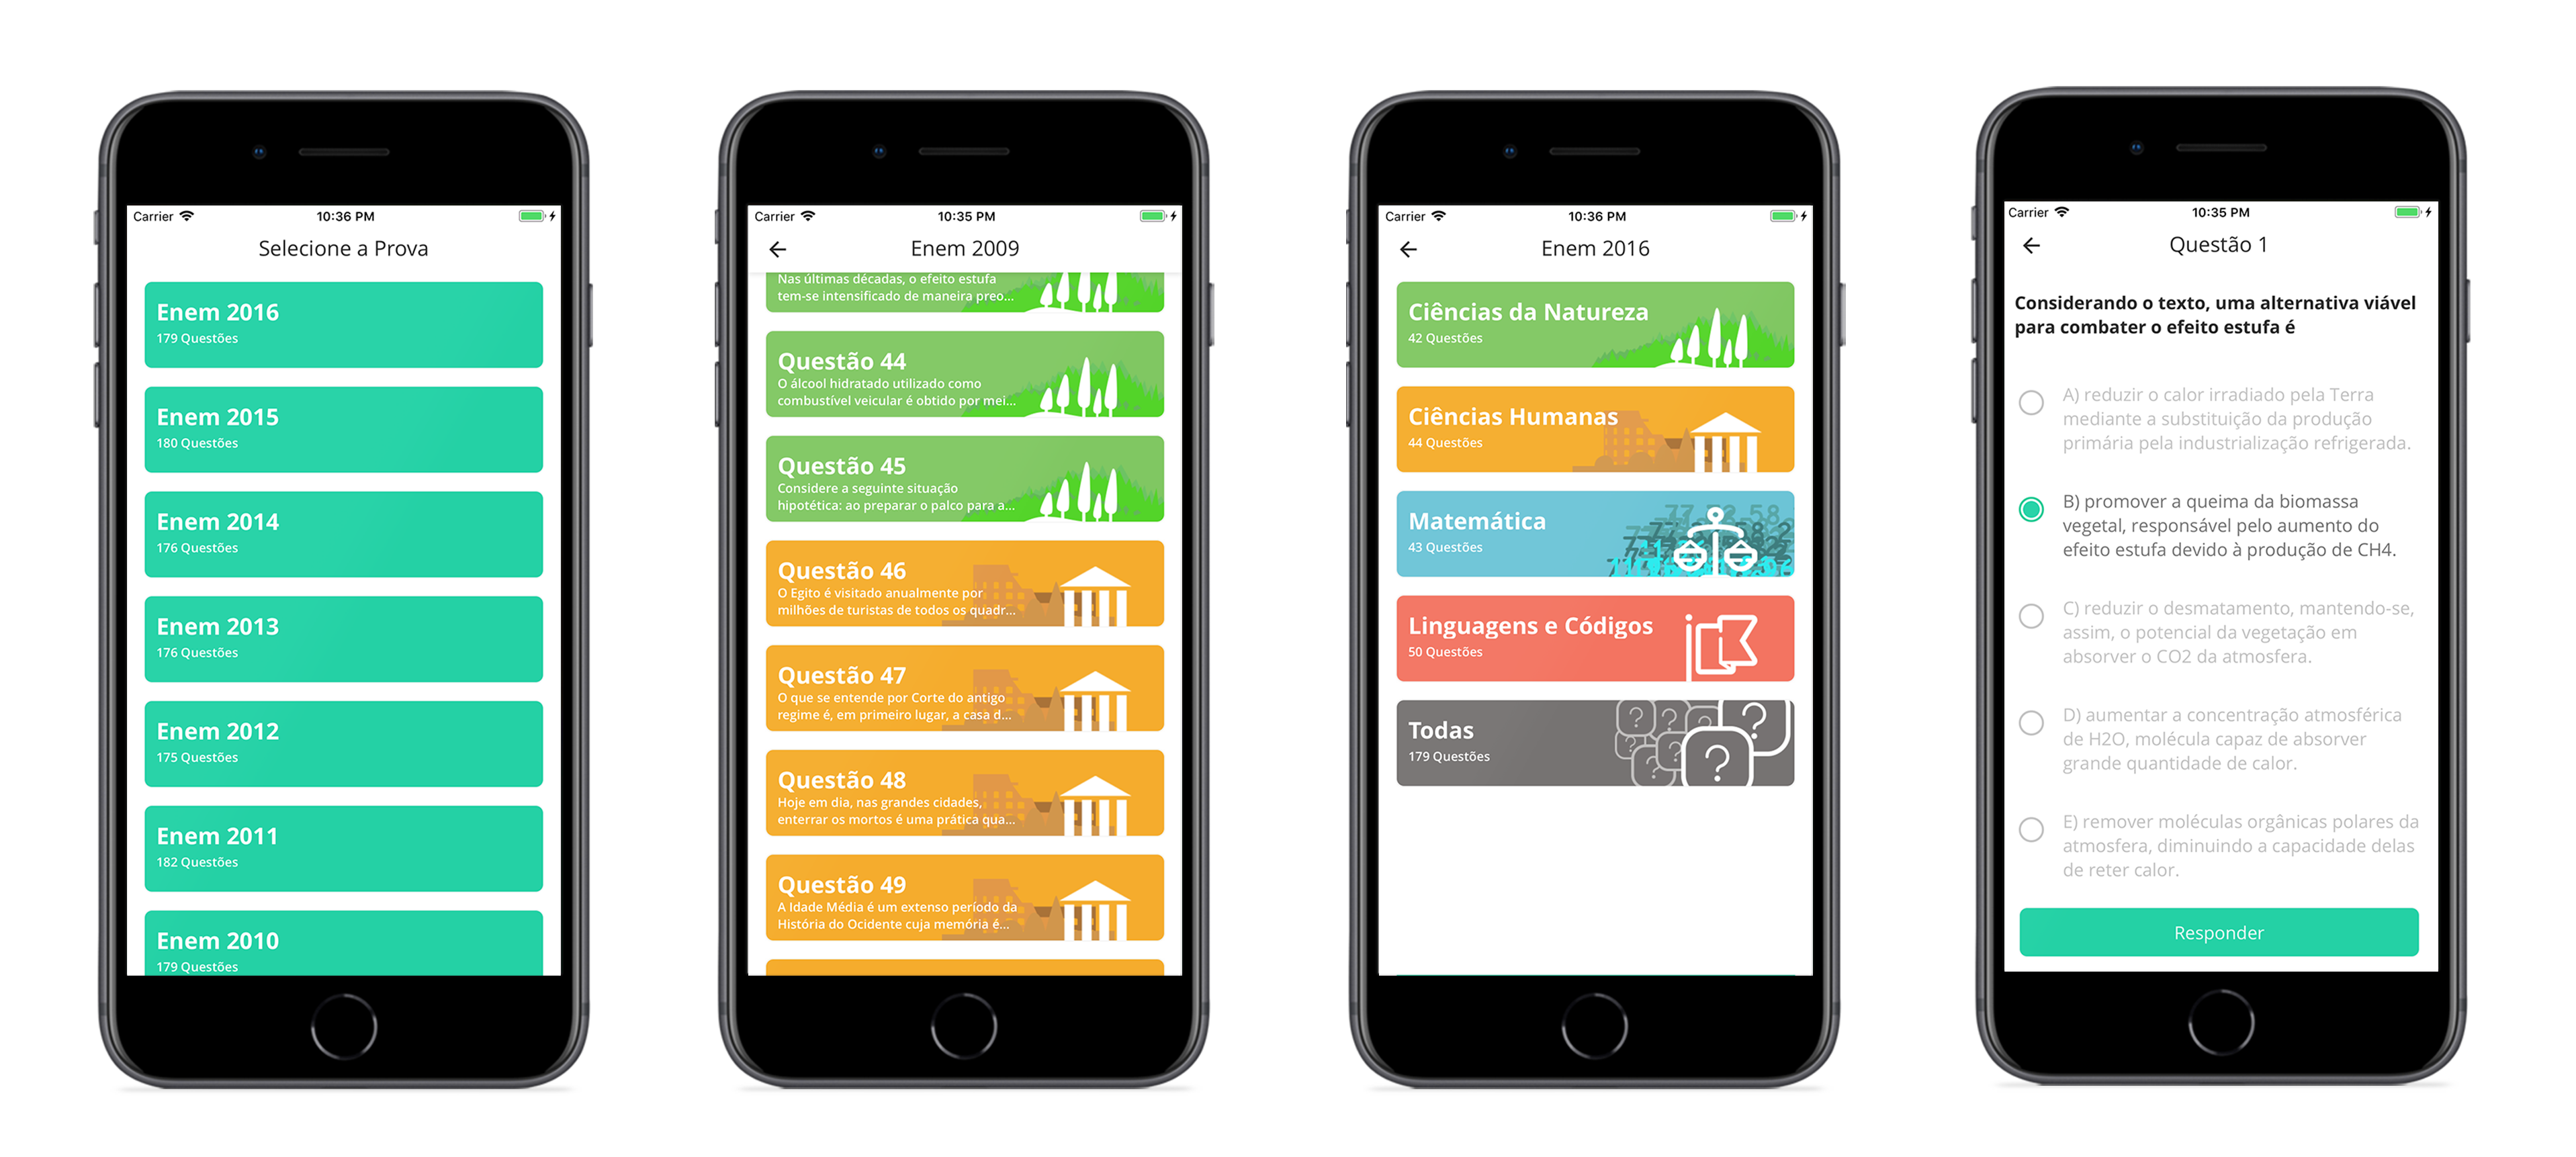 Carrier
10:36 PM
Selecione a Prova
Enem 2016
179 Questões
Enem 2015
180 Questões
Enem 2014
176 Questões
Enem 2013
176 Questões
Enem 2012
175 Questões
Enem 2011
182 Questões
Enem 2010
179 Questões
Carrier
10:35 PM
Enem 2009
Nas últimas décadas, o efeito estufa
tem-se intensificado de maneira preo...
Questão 44
O álcool hidratado utilizado como
combustível veicular é obtido por mei...
Questão 45
Considere a seguinte situação
hipotética: ao preparar o palco para a...
Questão 46
O Egito é visitado anualmente por
milhões de turistas de todos os quadr...
Questão 47
O que se entende por Corte do antigo
regime é, em primeiro lugar, a casa d...
Questão 48
Hoje em dia, nas grandes cidades,
enterrar os mortos é uma prática qua...
Questão 49
A Idade Média é um extenso período da
História do Ocidente cuja memória é...
Carrier
10:36 PM
Enem 2016
Ciências da Natureza
42 Questões
Ciências Humanas
44 Questões
Matemática
43 Questões
Linguagens e Códigos
50 Questões
Todas
179 Questões
Carrier
10:35 PM
Questão 1
Considerando o texto, uma alternativa viável
para combater o efeito estufa é
A) reduzir o calor irradiado pela Terra
mediante a substituição da produção
primária pela industrialização refrigerada.
B) promover a queima da biomassa
vegetal, responsável pelo aumento do
efeito estufa devido à produção de CH4.
C) reduzir o desmatamento, mantendo-se,
assim, o potencial da vegetação em
absorver o CO2 da atmosfera.
D) aumentar a concentração atmosférica
de H2O, molécula capaz de absorver
grande quantidade de calor.
E) remover moléculas orgânicas polares da
atmosfera, diminuindo a capacidade delas
de reter calor.
Responder